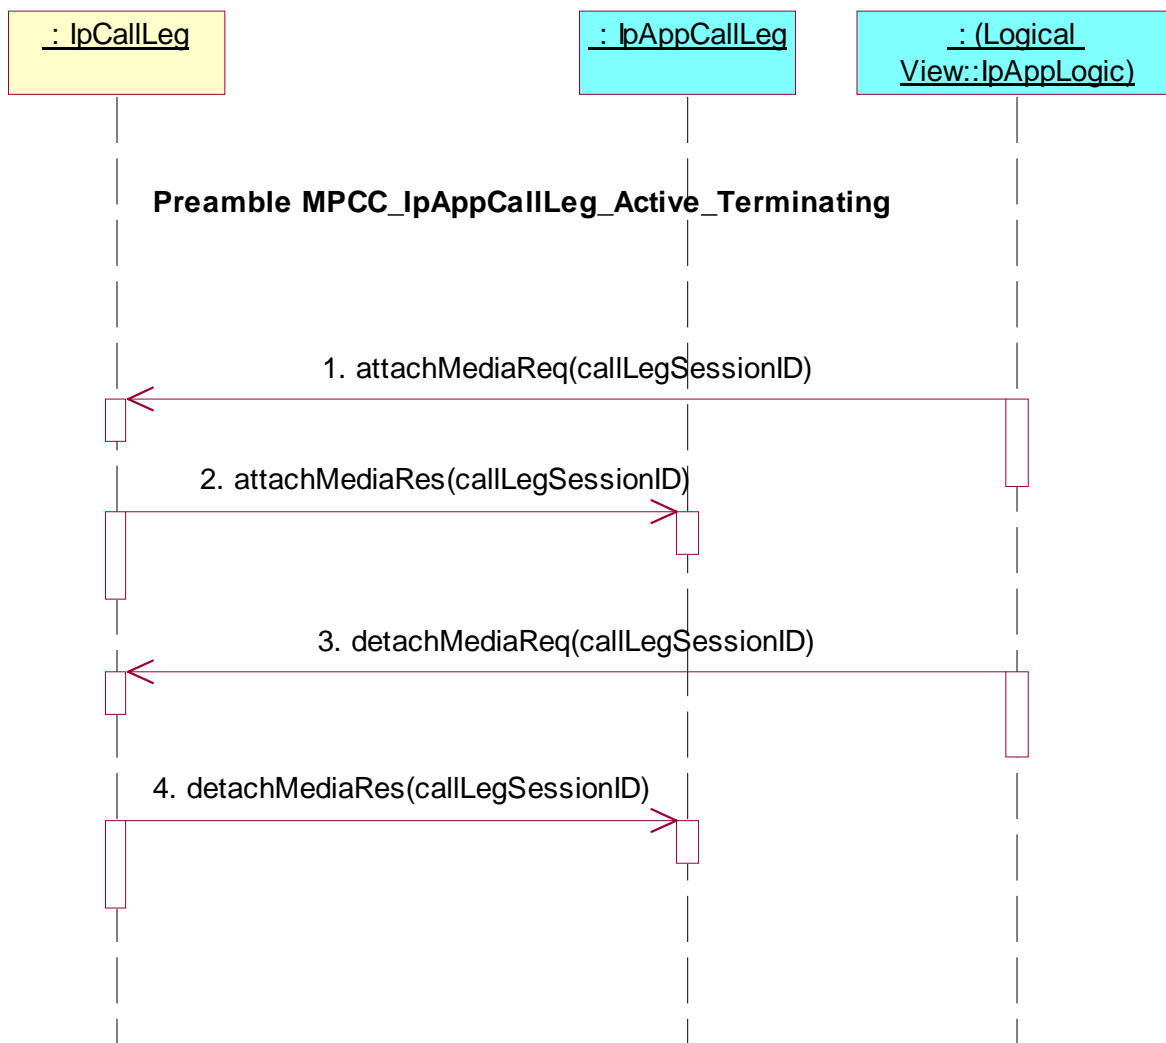 : IpCallLeg
: IpAppCallLeg
: (Logical
View::IpAppLogic)
Preamble MPCC_IpAppCallLeg_Active_Terminating
1. attachMediaReq(callLegSessionID)
2. attachMediaRes(callLegSessionID)
3. detachMediaReq(callLegSessionID)
4. detachMediaRes(callLegSessionID)